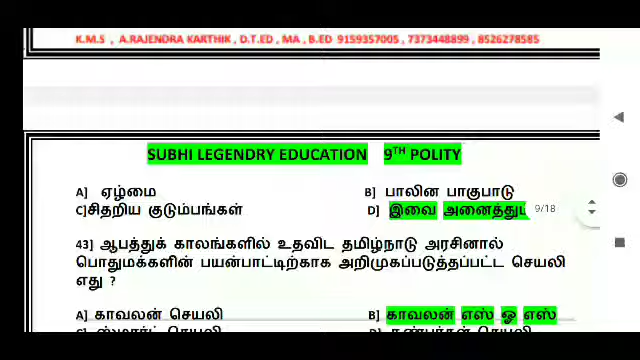 K.M.S , A.RAJENDRA KARTHIK , D.T.ED , MA , B.ED 9159357005 , 7373448899 , 8526278585
SUBHI LEGENDRY EDUCATION 9TH POLITY
A] ஏழ்மை B] பாலின பாகுபாடு
C]சிதறிய குடும்பங்கள் D] இவை அனைத்தும் 9/18
43] ஆபத்துக் காலங்களில் உதவிட தமிழ்நாடு அரசினால்
பொதுமக்களின் பயன்பாட்டிற்காக அறிமுகப்படுத்தப்பட்ட செயலி
எது ?
A] காவலன் செயலி B] காவலன் எஸ் ஓ எஸ்
C] ஸ்மார்ட் செயலி